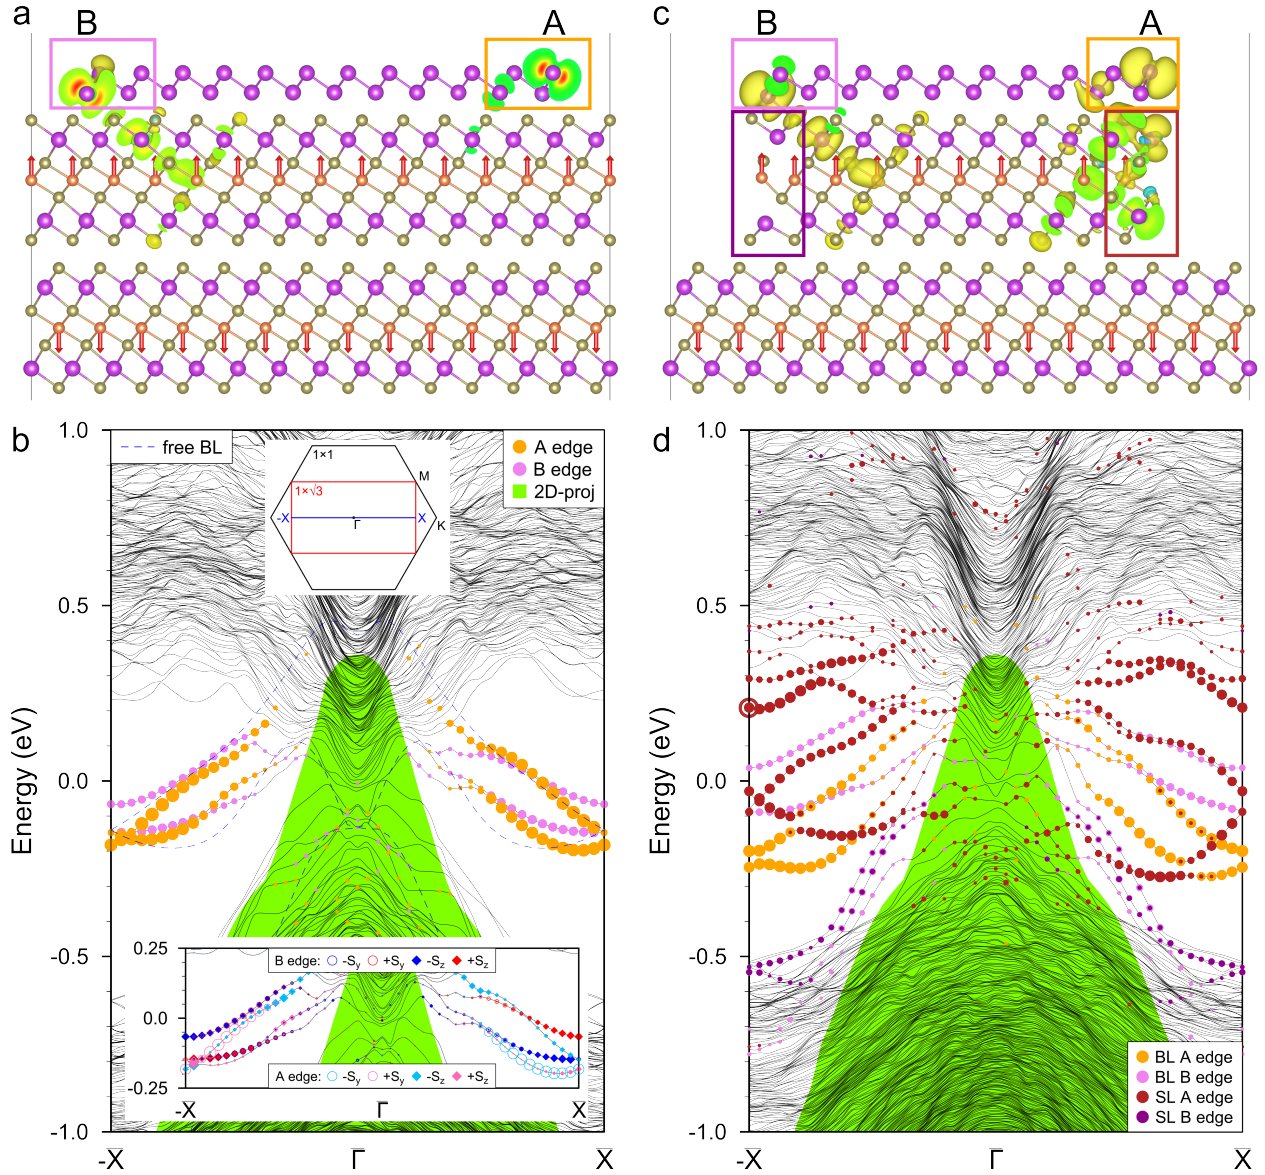 a
B
A
c
B
A
b
1.0
0.5
0.0
-0.5
-1.0
Energy (eV)
free BL
1×1
1×√3
M
-X
Γ
X
K
A edge
B edge
2D-proj
0.25
0.0
-0.25
B edge: -Sy +Sy -Sz +Sz
A edge: -Sy +Sy -Sz +Sz
-X Γ X
-X Γ X
d
1.0
0.5
0.0
-0.5
-1.0
Energy (eV)
BL A edge
BL B edge
SL A edge
SL B edge
-X Γ X